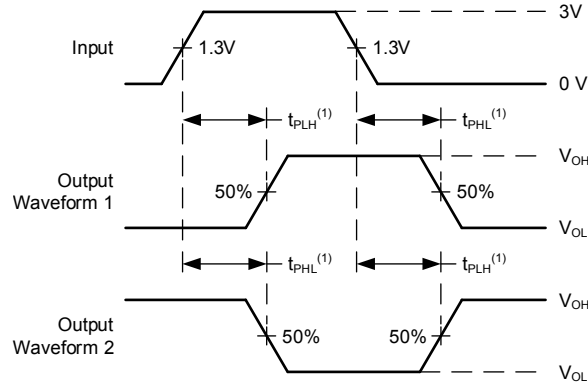 3V
Input
1.3V
1.3V
0 V
tPLH(1)
tPHL(1)
VOH
Output
Waveform 1
50%
50%
VOL
tPHL(1)
tPLH(1)
VOH
Output
Waveform 2
50%
50%
VOL